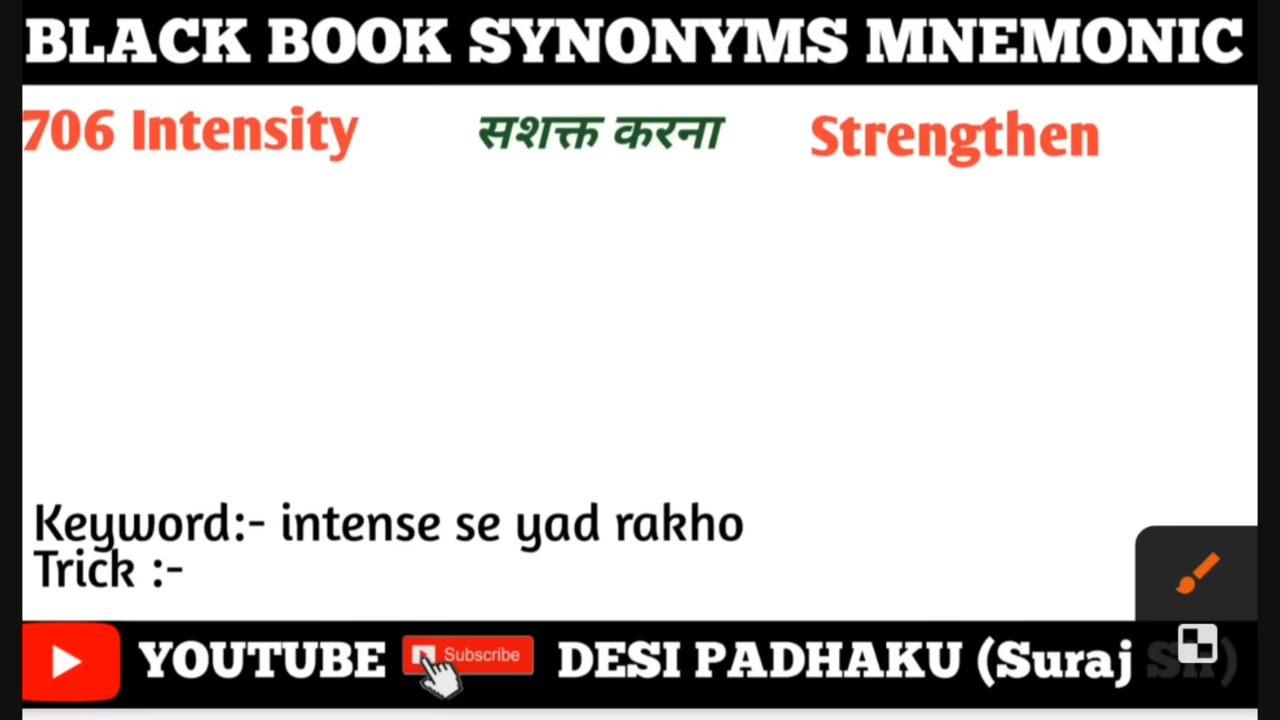 BLACK BOOK SYNONYMS MNEMONIC
706 Intensity सशक्त करना Strengthen
Keyword:- intense se yad rakho
Trick :-
YOUTUBE Subscribe DESI PADHAKU (Suraj